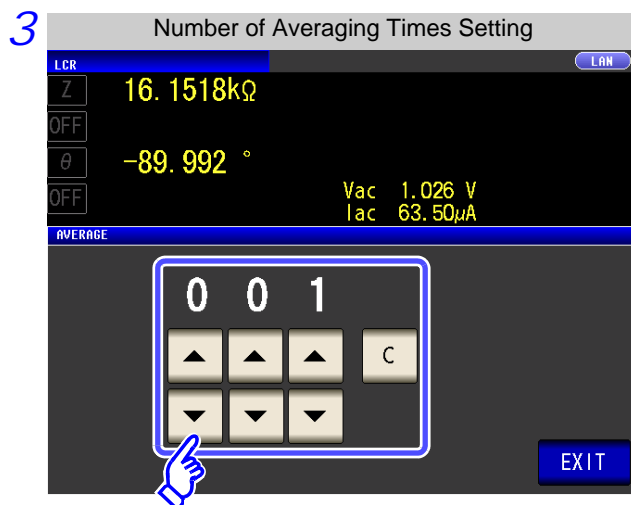 3
Number of Averaging Times Setting
LCR
LAN
Z 16.1518kΩ
OFF
θ -89.992 °
OFF
Vac 1.026 V
Iac 63.50μA
AVERAGE
0 0 1
C
EXIT